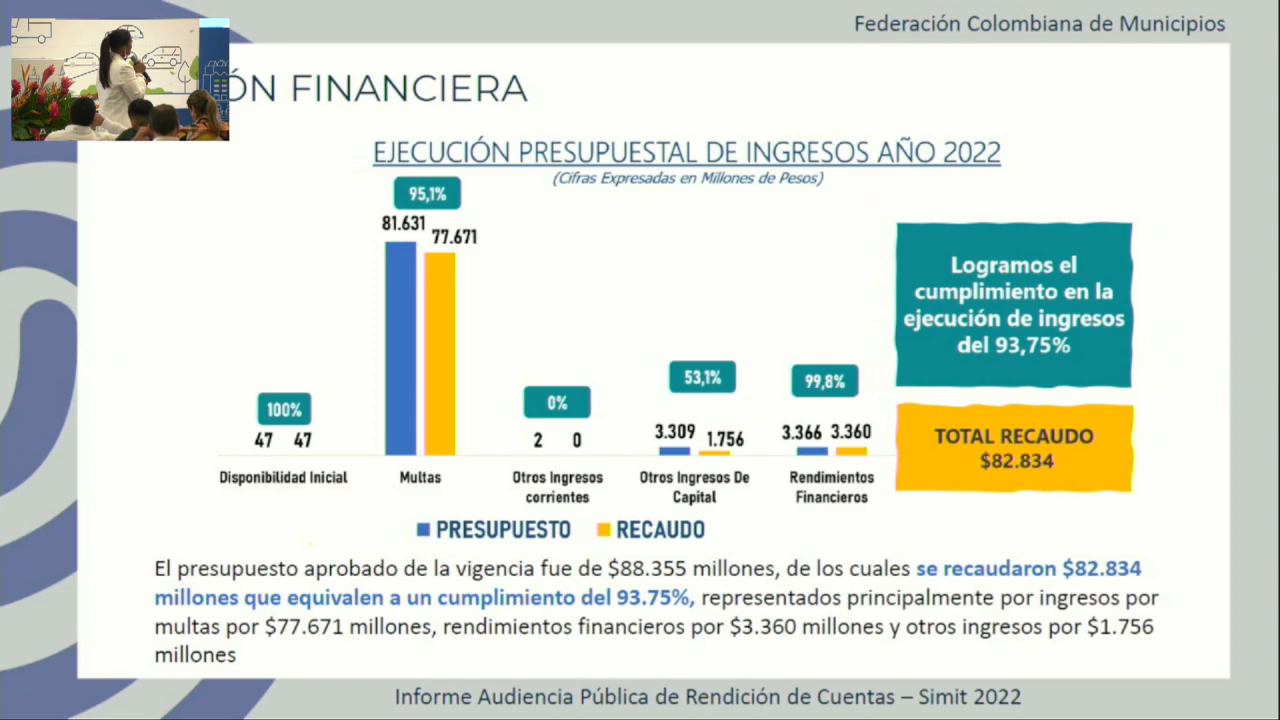 Federación Colombiana de Municipios
ÓN FINANCIERA
EJECUCIÓN PRESUPUESTAL DE INGRESOS AÑO 2022
(Cifras Expresadas en Millones de Pesos)
95,1%
81.631
77.671
100%
47 47
0%
2 0
53,1%
3.309 1.756
99,8%
3.366 3.360
Disponibilidad Inicial
Multas
Otros Ingresos
corrientes
Otros Ingresos De
Capital
Rendimientos
Financieros
PRESUPUESTO RECAUDO
Logramos el
cumplimiento en la
ejecución de ingresos
del 93,75%
TOTAL RECAUDO
$82.834
El presupuesto aprobado de la vigencia fue de $88.355 millones, de los cuales se recaudaron $82.834
millones que equivalen a un cumplimiento del 93.75%, representados principalmente por ingresos por
multas por $77.671 millones, rendimientos financieros por $3.360 millones y otros ingresos por $1.756
millones
Informe Audiencia Pública de Rendición de Cuentas – Simit 2022